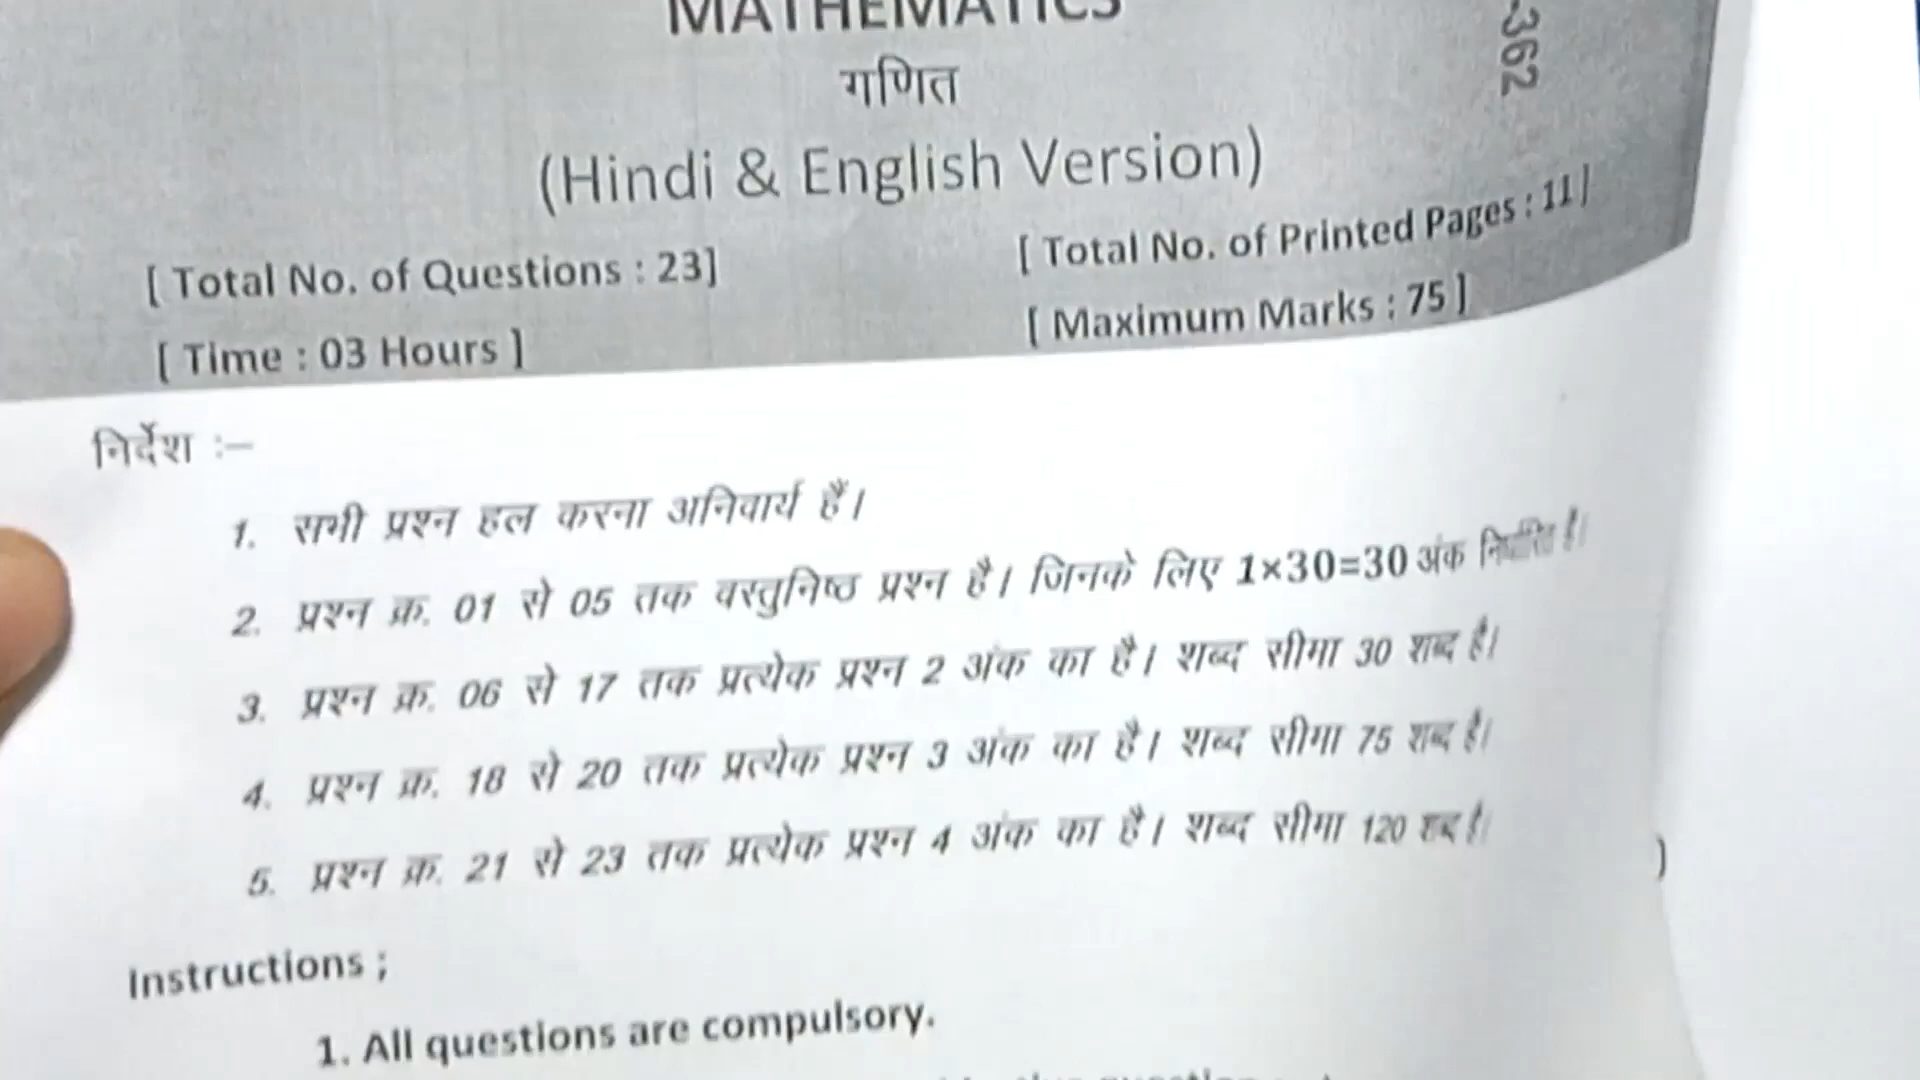 MATHEMATICS
गणित
(Hindi & English Version)
-362
[ Total No. of Questions : 23]
[ Total No. of Printed Pages : 11]
[ Time : 03 Hours ]
[ Maximum Marks : 75 ]
निर्देश :–
1. सभी प्रश्न हल करना अनिवार्य हैं।
2. प्रश्न क्र. 01 से 05 तक वस्तुनिष्ठ प्रश्न है। जिनके लिए 1×30=30 अंक निर्धारित है।
3. प्रश्न क्र. 06 से 17 तक प्रत्येक प्रश्न 2 अंक का है। शब्द सीमा 30 शब्द है।
4. प्रश्न क्र. 18 से 20 तक प्रत्येक प्रश्न 3 अंक का है। शब्द सीमा 75 शब्द है।
5. प्रश्न क्र. 21 से 23 तक प्रत्येक प्रश्न 4 अंक का है। शब्द सीमा 120 शब्द है।
Instructions ;
1. All questions are compulsory.